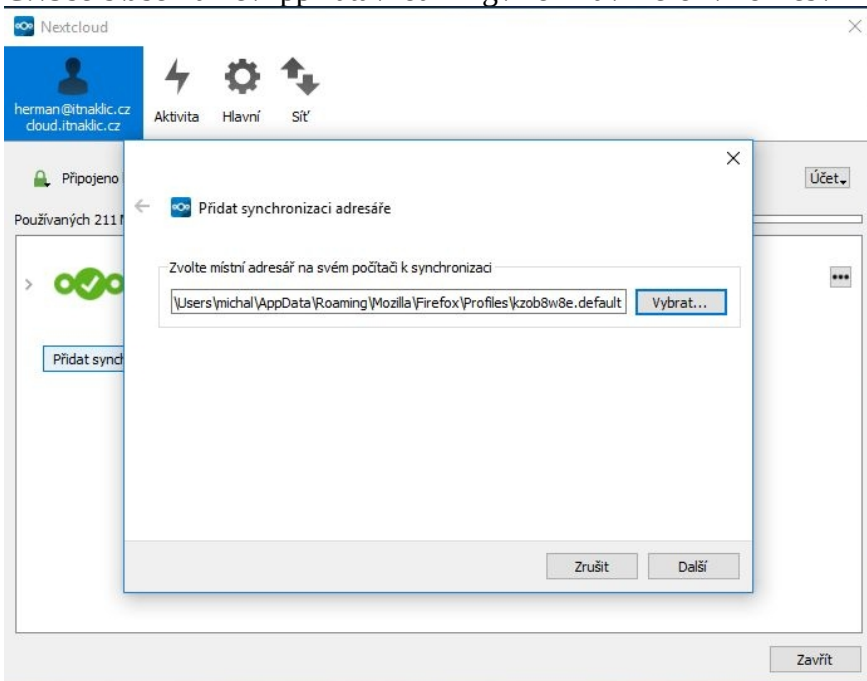 Nextcloud
herman@itnaklic.cz
cloud.itnaklic.cz
Aktivita
Hlavní
Síť
Připojeno
Účet
Používaných 211
Přidat synchronizaci adresáře
Zvolte místní adresář na svém počítači k synchronizaci
\Users\michal\AppData\Roaming\Mozilla\Firefox\Profiles\kzob8w8e.default
Vybrat...
Přidat synch
Zrušit
Další
Zavřít